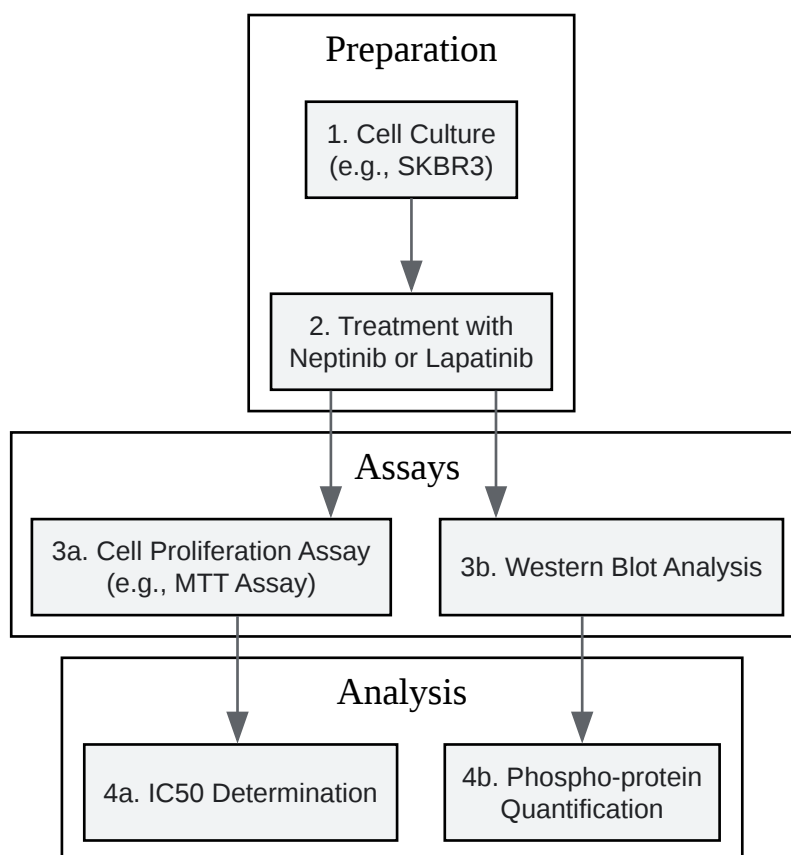 Preparation
1. Cell Culture
(e.g., SKBR3)
2. Treatment with
Neptinib or Lapatinib
Assays
3a. Cell Proliferation Assay
(e.g., MTT Assay)
3b. Western Blot Analysis
Analysis
4a. IC50 Determination
4b. Phospho-protein
Quantification